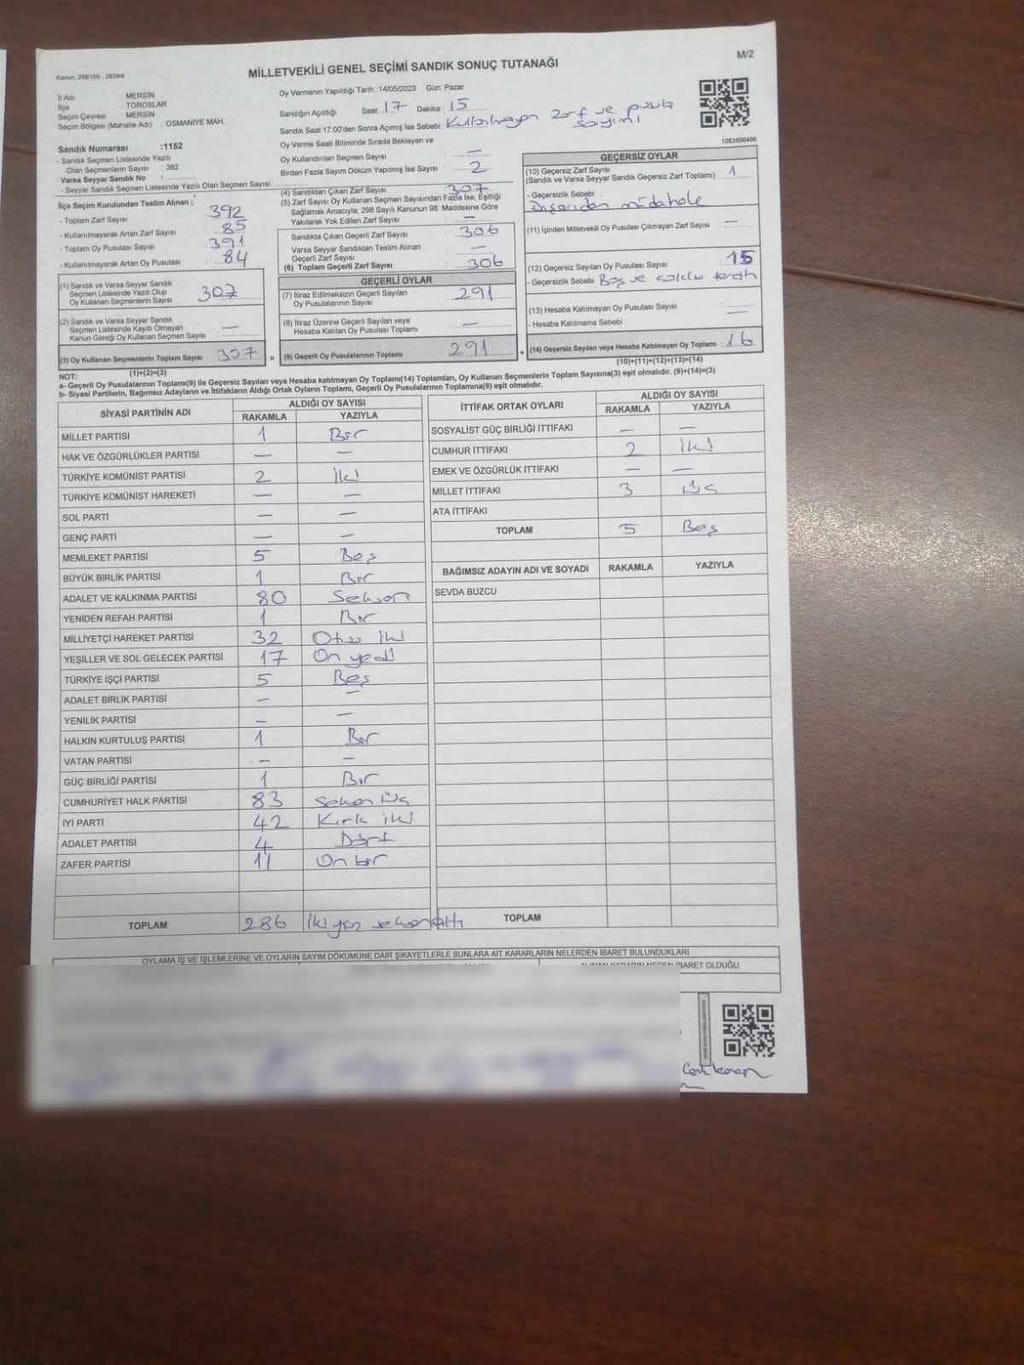 Kanun; 298/105 , 2839/6
MİLLETVEKİLİ GENEL SEÇİMİ SANDIK SONUÇ TUTANAĞI
M/2
İl Adı MERSİN
İlçe TOROSLAR
Seçim Çevresi MERSİN
Seçim Bölgesi (Mahalle Adı) : OSMANİYE MAH.
Oy Vermenin Yapıldığı Tarih :14/05/2023 Gün: Pazar
Sandığın Açıldığı Saat :17 Dakika :15
Sandık Saat 17:00'den Sonra Açılmış İse Sebebi: Kullanılmayan zarf ve pusula sayımı
1083600400
Sandık Numarası :1152
- Sandık Seçmen Listesinde Yazılı
Olan Seçmenlerin Sayısı : 382
Varsa Seyyar Sandık No :
- Seyyar Sandık Seçmen Listesinde Yazılı Olan Seçmen Sayısı:
Oy Verme Saati Bitiminde Sırada Bekleyen ve
Oy Kullandırılan Seçmen Sayısı —
Birden Fazla Sayım Döküm Yapılmış İse Sayısı 2
İlçe Seçim Kurulundan Teslim Alınan ;
- Toplam Zarf Sayısı 392
- Kullanılmayarak Artan Zarf Sayısı 85
- Toplam Oy Pusulası Sayısı 391
- Kullanılmayarak Artan Oy Pusulası 84
(4) Sandıktan Çıkan Zarf Sayısı 307
(5) Zarf Sayısı Oy Kullanan Seçmen Sayısından Fazla İse, Eşitliği
Sağlamak Amacıyla; 298 Sayılı Kanunun 98. Maddesine Göre
Yakılarak Yok Edilen Zarf Sayısı —
Sandıkta Çıkan Geçerli Zarf Sayısı 306
Varsa Seyyar Sandıktan Teslim Alınan
Geçerli Zarf Sayısı —
(6) Toplam Geçerli Zarf Sayısı 306
GEÇERSİZ OYLAR
(10) Geçersiz Zarf Sayısı 1
(Sandık ve Varsa Seyyar Sandık Geçersiz Zarf Toplamı)
- Geçersizlik Sebebi
Dışarıdan müdahale
(11) İçinden Milletvekili Oy Pusulası Çıkmayan Zarf Sayısı —
(12) Geçersiz Sayılan Oy Pusulası Sayısı 15
- Geçersizlik Sebebi Boş ve
(13) Hesaba Katılmayan Oy Pusulası Sayısı —
- Hesaba Katılmama Sebebi :
(14) Geçersiz Sayılan veya Hesaba Katılmayan Oy Toplamı 16
(10)+(11)+(12)+(13)=(14)
(1) Sandık ve Varsa Seyyar Sandık
Seçmen Listesinde Yazılı Olup
Oy Kullanan Seçmenlerin Sayısı 307
(2) Sandık ve Varsa Seyyar Sandık
Seçmen Listesinde Kayıtlı Olmayan
Kanun Gereği Oy Kullanan Seçmen Sayısı —
(3) Oy Kullanan Seçmenlerin Toplam Sayısı 307
(1)+(2)=(3)
GEÇERLİ OYLAR
(7) İtiraz Edilmeksizin Geçerli Sayılan
Oy Pusulalarının Sayısı 291
(8) İtiraz Üzerine Geçerli Sayılan veya
Hesaba Katılan Oy Pusulası Toplamı —
= (9) Geçerli Oy Pusulalarının Toplamı 291 +
NOT:
a- Geçerli Oy Pusulalarının Toplamı(9) ile Geçersiz Sayılan veya Hesaba katılmayan Oy Toplamı(14) Toplamları, Oy Kullanan Seçmenlerin Toplam Sayısına(3) eşit olmalıdır. (9)+(14)=(3)
b- Siyasi Partilerin, Bağımsız Adayların ve İttifakların Aldığı Ortak Oyların Toplamı, Geçerli Oy Pusulalarının Toplamına(9) eşit olmalıdır.
SİYASİ PARTİNİN ADI ALDIĞI OY SAYISI
RAKAMLA YAZIYLA
MİLLET PARTİSİ 1 Bir
HAK VE ÖZGÜRLÜKLER PARTİSİ — —
TÜRKİYE KOMÜNİST PARTİSİ 2 İki
TÜRKİYE KOMÜNİST HAREKETİ — —
SOL PARTİ — —
GENÇ PARTİ — —
MEMLEKET PARTİSİ 5 Beş
BÜYÜK BİRLİK PARTİSİ 1 Bir
ADALET VE KALKINMA PARTİSİ 80 Seksen
YENİDEN REFAH PARTİSİ 1 Bir
MİLLİYETÇİ HAREKET PARTİSİ 32 Otuz iki
YEŞİLLER VE SOL GELECEK PARTİSİ 17 On yedi
TÜRKİYE İŞÇİ PARTİSİ 5 Beş
ADALET BİRLİK PARTİSİ — —
YENİLİK PARTİSİ — —
HALKIN KURTULUŞ PARTİSİ 1 Bir
VATAN PARTİSİ — —
GÜÇ BİRLİĞİ PARTİSİ 1 Bir
CUMHURİYET HALK PARTİSİ 83 Seksen üç
İYİ PARTİ 42 Kırk iki
ADALET PARTİSİ 4 Dört
ZAFER PARTİSİ 11 On bir
TOPLAM 286 İki yüz seksen altı
İTTİFAK ORTAK OYLARI ALDIĞI OY SAYISI
RAKAMLA YAZIYLA
SOSYALİST GÜÇ BİRLİĞİ İTTİFAKI — —
CUMHUR İTTİFAKI 2 İki
EMEK VE ÖZGÜRLÜK İTTİFAKI — —
MİLLET İTTİFAKI 3 üç
ATA İTTİFAKI
TOPLAM 5 Beş
BAĞIMSIZ ADAYIN ADI VE SOYADI RAKAMLA YAZIYLA
SEVDA BUZCU
TOPLAM
OYLAMA İŞ VE İŞLEMLERİNE VE OYLARIN SAYIM DÖKÜMÜNE DAİR ŞİKAYETLERLE BUNLARA AİT KARARLARIN NELERDEN İBARET BULUNDUKLARI
ALINAN KARARIN NEDEN İBARET OLDUĞU